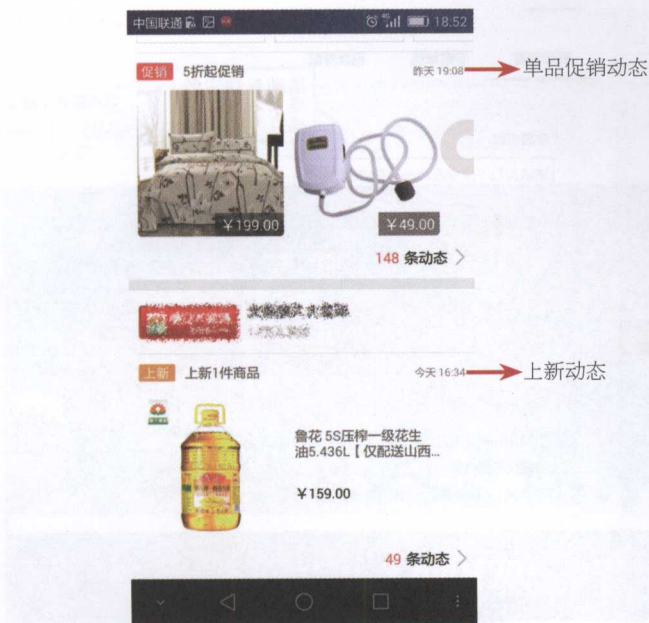 中国联通
4G
18:52
促销 5折起促销 昨天 19:08
单品促销动态
￥199.00
￥49.00
148 条动态
上新 上新1件商品 今天 16:34
上新动态
鲁花 5S压榨一级花生
油5.436L【仅配送山西...
￥159.00
49 条动态